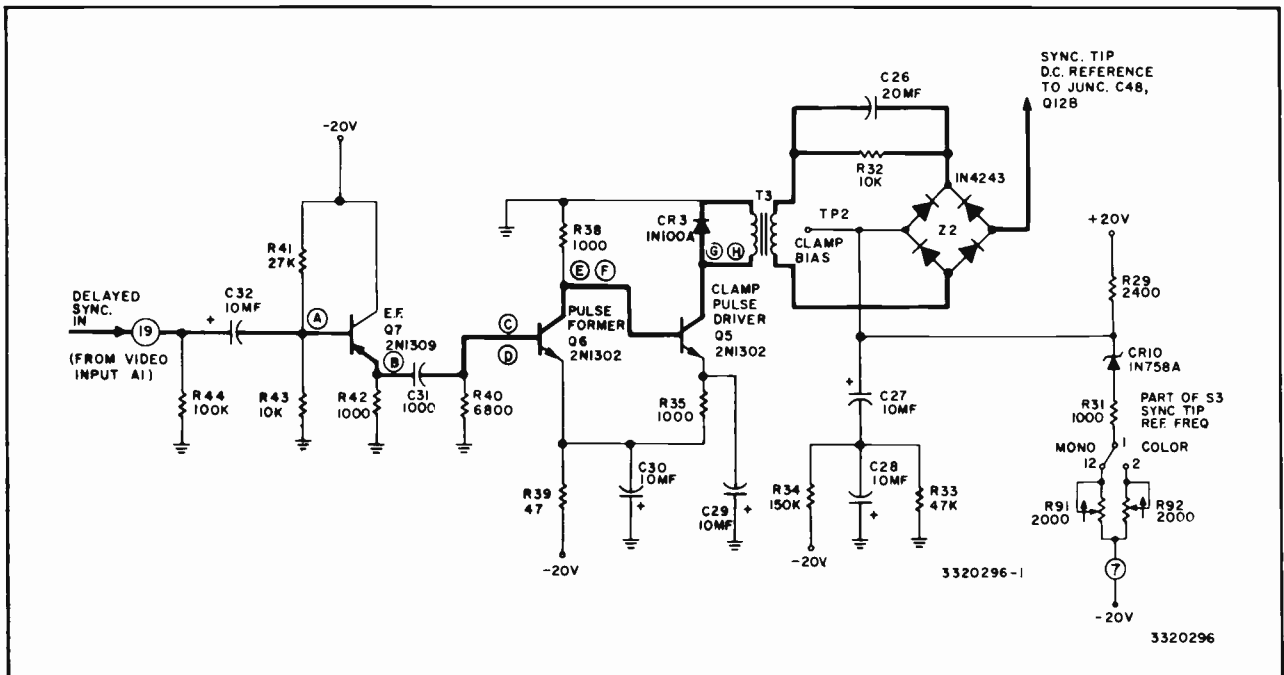 SYNC. TIP
D.C. REFERENCE
TO JUNC. C48,
Q12B
C26
20MF
-20V
R32
10K
IN4243
T3
TP2
Z2
CLAMP
BIAS
+20V
R38
1000
CR3
IN100A
G H
R41
27K
R29
2400
E F
DELAYED
SYNC.
IN
C32
10MF
+
A
E.F.
Q7
2N1309
C
D
PULSE
FORMER
Q6
2N1302
CLAMP
PULSE
DRIVER
Q5
2N1302
19
(FROM VIDEO
INPUT A1)
B
CR10
1N758A
R44
100K
R43
10K
R42
1000
C31
1000
R40
6800
R35
1000
+
C27
10MF
R31
1000
PART OF S3
SYNC TIP
REF. FREQ
MONO
1
COLOR
12
2
R39
47
C30
10MF
+
C29
10MF
+
R34
150K
C28
10MF
+
R33
47K
R91
2000
R92
2000
-20V
-20V
3320296-1
7
-20V
3320296